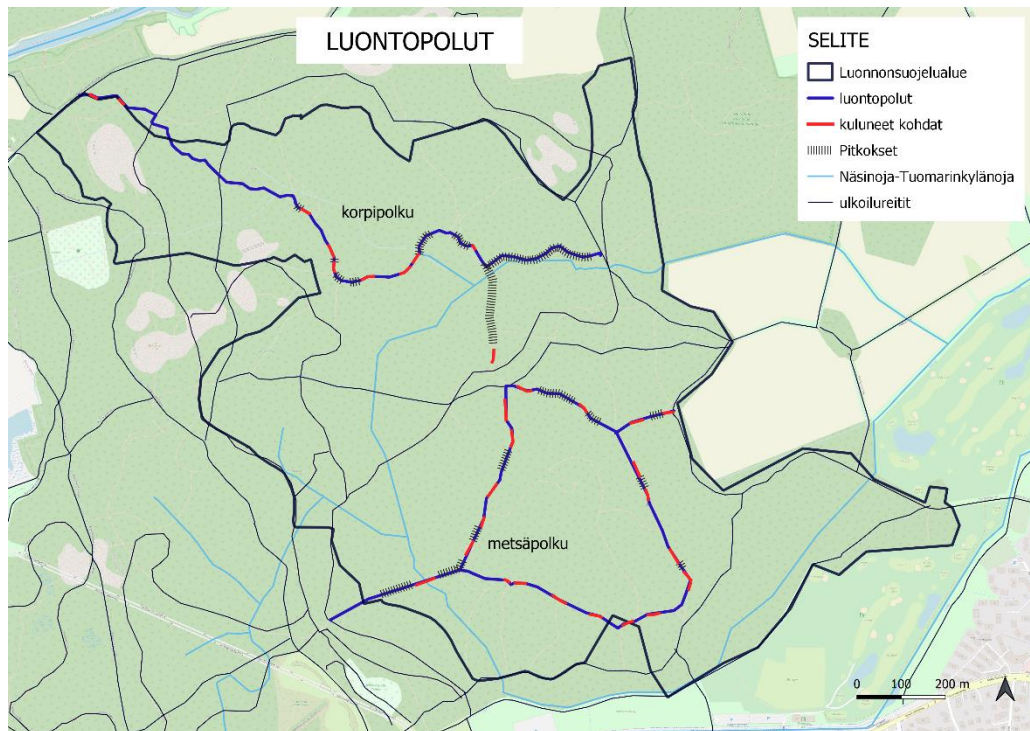 LUONTOPOLUT
SELITE
Luonnonsuojelualue
luontopolut
kuluneet kohdat
Pitkokset
Näsinoja-Tuomarinkylänoja
ulkoilureitit
korpipolku
metsäpolku
0 100 200 m